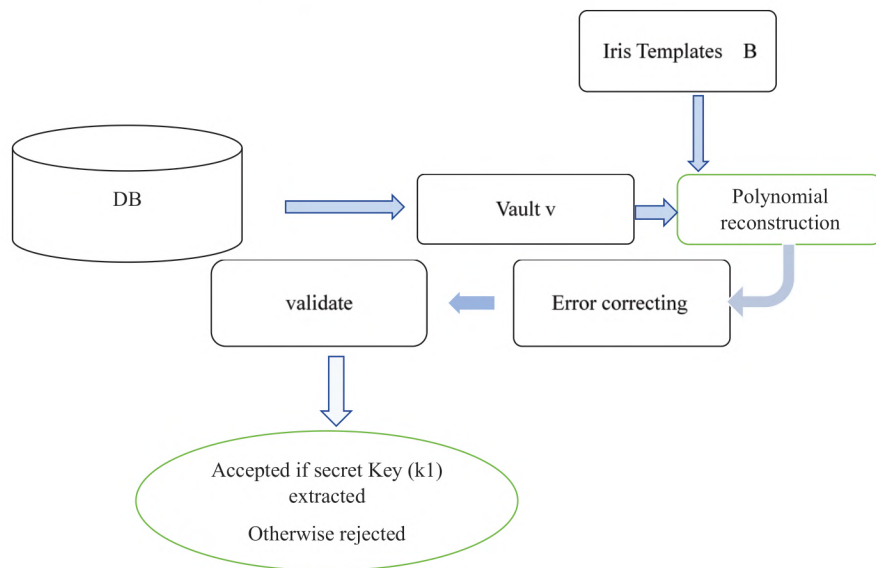 Iris Templates B
DB
Vault v
Polynomial
reconstruction
Error correcting
validate
Accepted if secret Key (k1)
extracted
Otherwise rejected